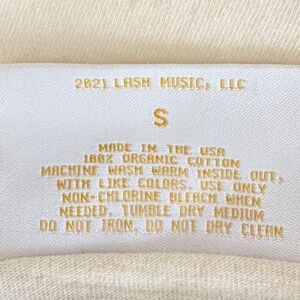 2021 LASH MUSIC, LLC
S
MADE IN THE USA
100% ORGANIC COTTON
MACHINE WASH WARM INSIDE OUT,
WITH LIKE COLORS. USE ONLY
NON-CHLORINE BLEACH WHEN
NEEDED. TUMBLE DRY MEDIUM
DO NOT IRON, DO NOT DRY CLEAN